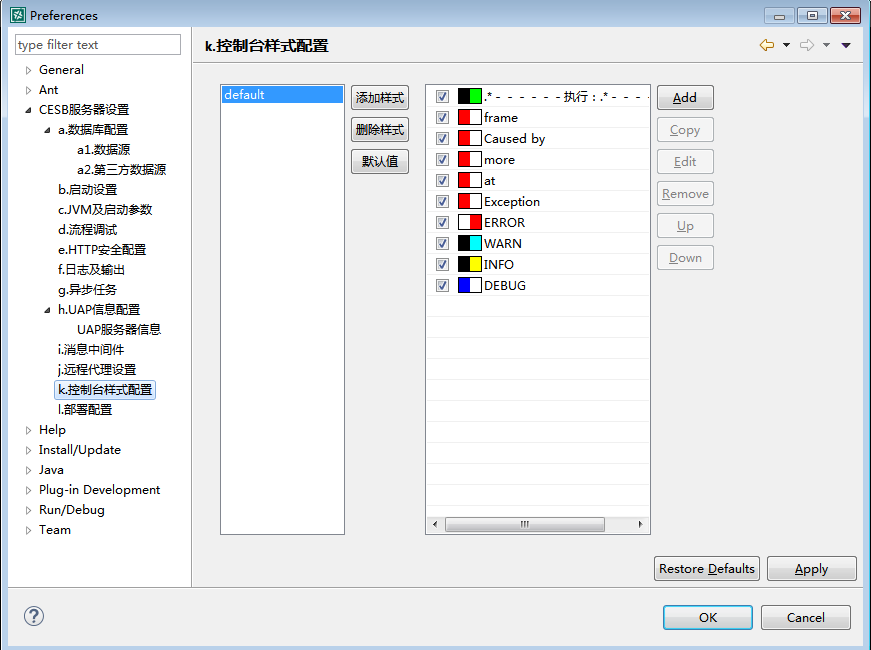 Preferences
type filter text
General
Ant
CESB服务器设置
a.数据库配置
a1.数据源
a2.第三方数据源
b.启动设置
c.JVM及启动参数
d.流程调试
e.HTTP安全配置
f.日志及输出
g.异步任务
h.UAP信息配置
UAP服务器信息
i.消息中间件
j.远程代理设置
k.控制台样式配置
l.部署配置
Help
Install/Update
Java
Plug-in Development
Run/Debug
Team
k.控制台样式配置
default
添加样式
删除样式
默认值
.*- - - - - -执行：.*- - - -
frame
Caused by
more
at
Exception
ERROR
WARN
INFO
DEBUG
Add
Copy
Edit
Remove
Up
Down
Restore Defaults
Apply
?
OK
Cancel